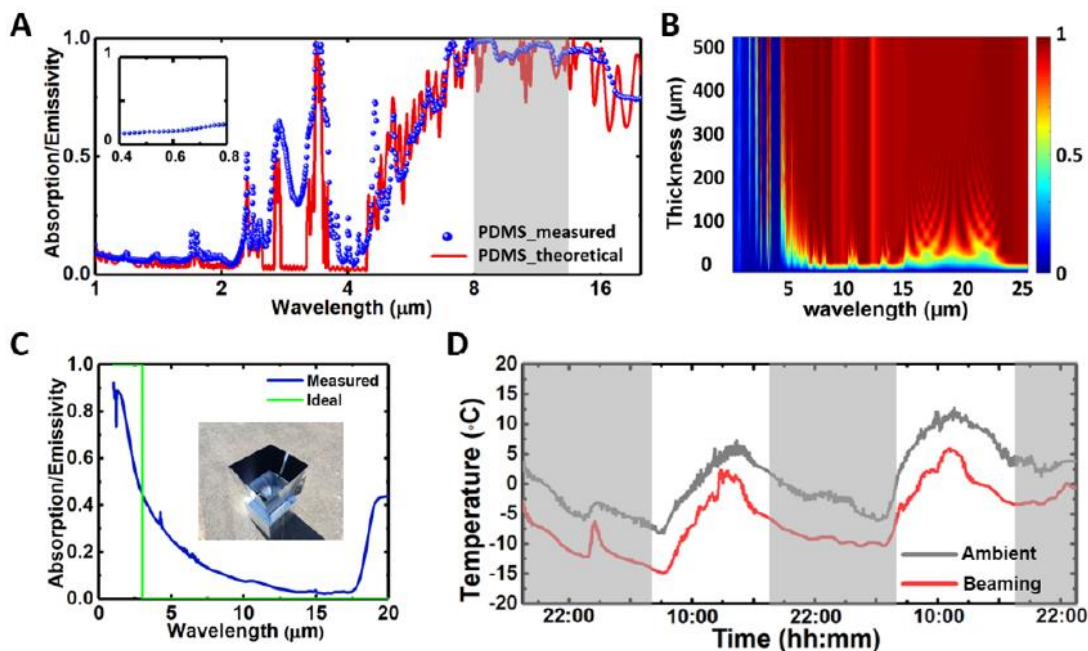 A
1.0
0.5
0.0
Absorption/Emissivity
1
0
0.4
0.6
0.8
PDMS_measured
PDMS_theoretical
1
2
4
8
16
Wavelength (μm)
B
500
400
300
200
100
0
Thickness (μm)
5
10
15
20
25
wavelength (μm)
1
0.5
0
C
1.0
0.8
0.6
0.4
0.2
0.0
Absorption/Emissivity
Measured
Ideal
0
5
10
15
20
Wavelength (μm)
D
20
15
10
5
0
-5
-10
-15
-20
Temperature (◦C)
Ambient
Beaming
22:00
10:00
22:00
10:00
22:00
Time (hh:mm)